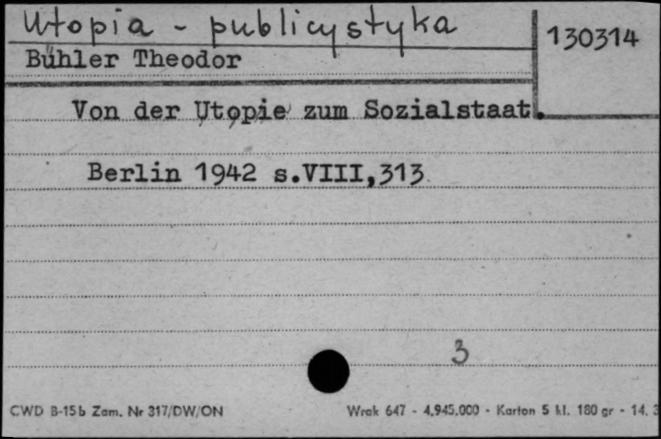 Utopia - publicystyka
130314
Bühler Theodor
Von der Utopie zum Sozialstaat.
Berlin 1942 s.VIII,313
3
CWD B-15b Zam. Nr 317/DW/ON
Wrak 647 - 4.945.000 - Karton 5 kl. 180 gr - 14. 3